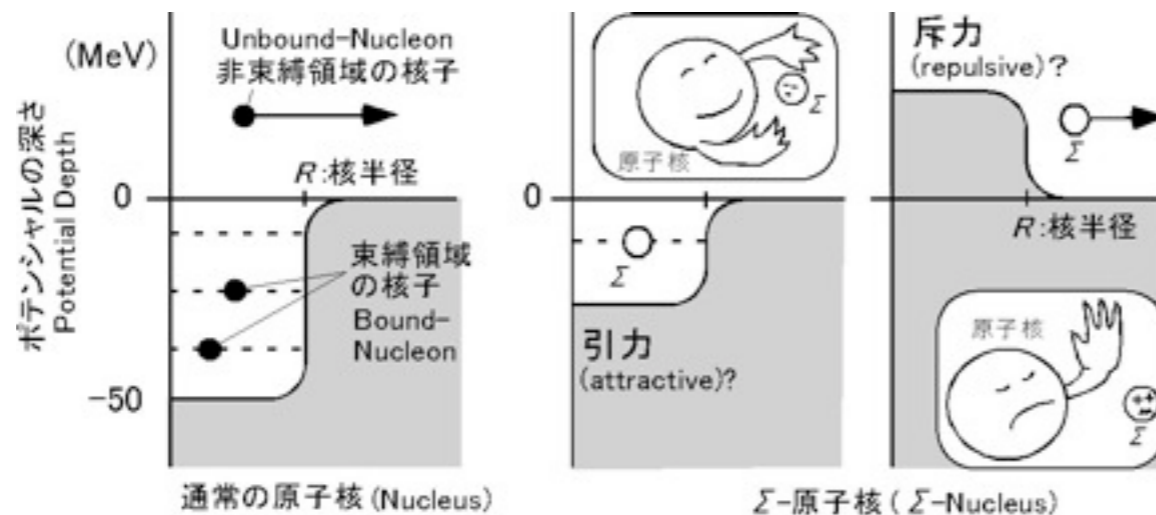 (MeV)
ポテンシャルの深さ
Potential Depth
Unbound-Nucleon
非束縛領域の核子
R:核半径
0
束縛領域
の核子
Bound-
Nucleon
-50
通常の原子核(Nucleus)
原子核
Σ
0
Σ
引力
(attractive)?
斥力
(repulsive)?
Σ
R:核半径
原子核
Σ
Σ-原子核(Σ-Nucleus)